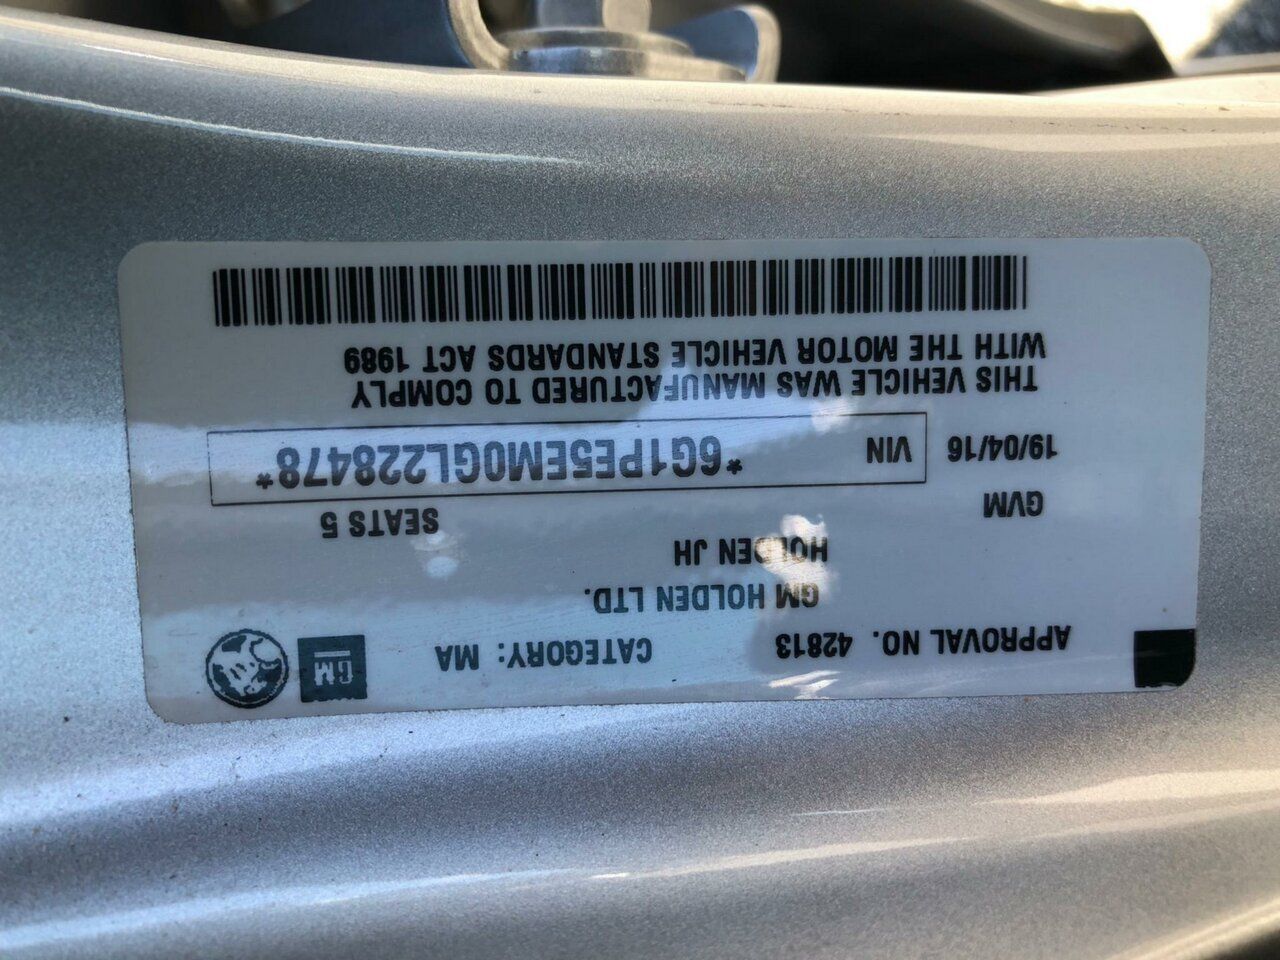 APPROVAL NO. 42813 CATEGORY: MA GM
GM HOLDEN LTD.
HOLDEN JH
GVM SEATS 5
19/04/16 VIN *6G1PE5EM0GL228478*
THIS VEHICLE WAS MANUFACTURED TO COMPLY
WITH THE MOTOR VEHICLE STANDARDS ACT 1989